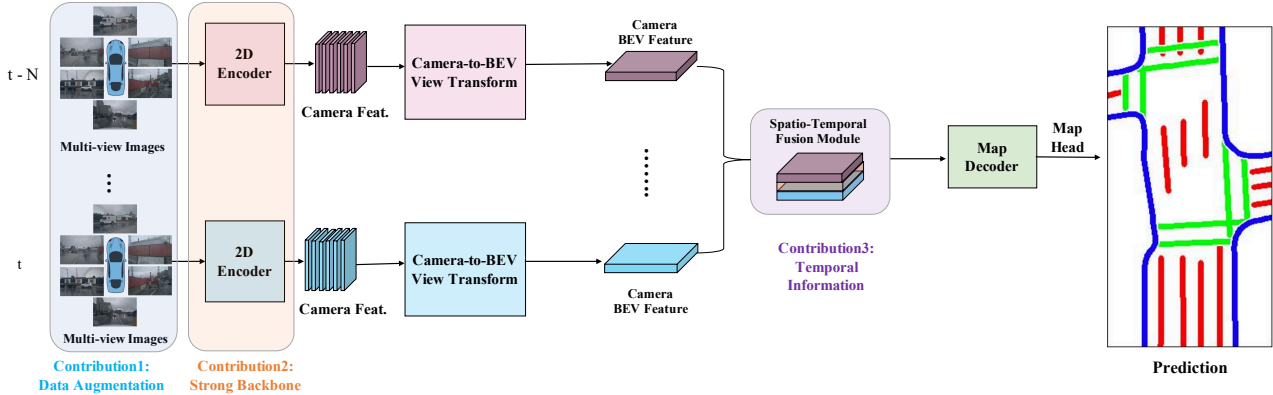 t - N
Multi-view Images
2D
Encoder
Camera Feat.
Camera-to-BEV
View Transform
Camera
BEV Feature
t
Multi-view Images
2D
Encoder
Camera Feat.
Camera-to-BEV
View Transform
Camera
BEV Feature
Spatio-Temporal
Fusion Module
Map
Decoder
Map
Head
Prediction
Contribution1:
Data Augmentation
Contribution2:
Strong Backbone
Contribution3:
Temporal
Information